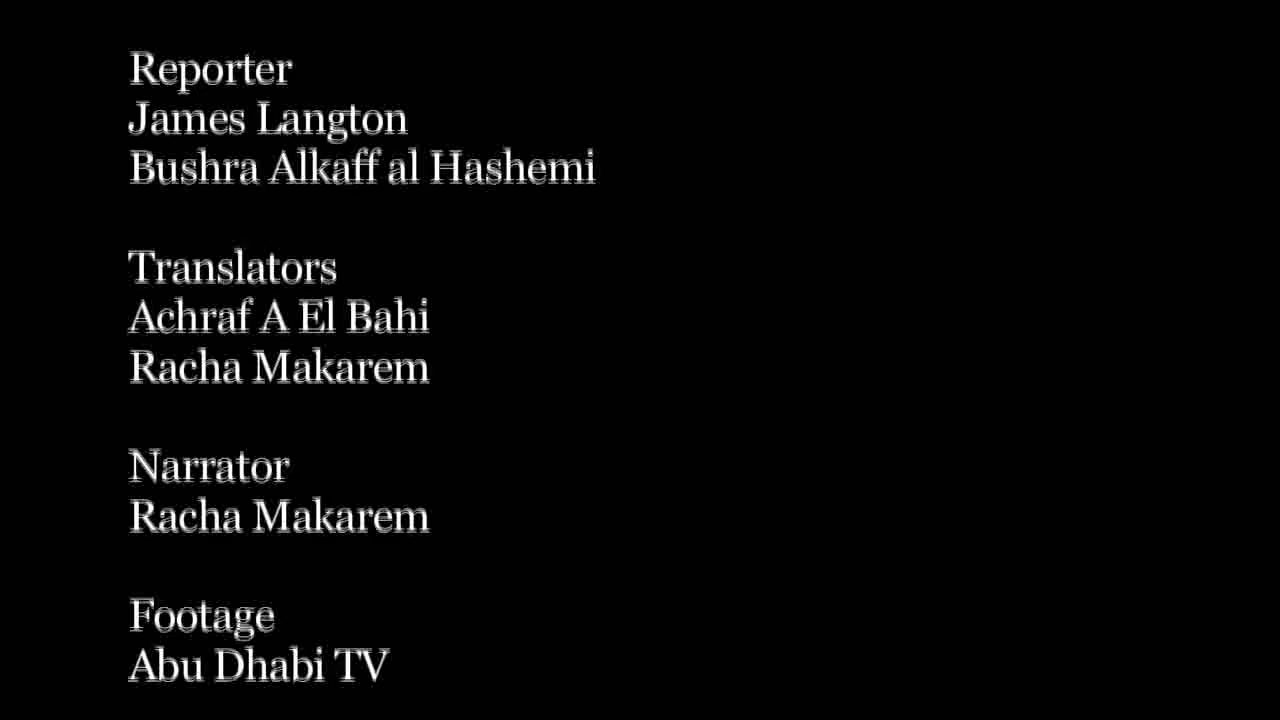 Reporter
James Langton
Bushra Alkaff al Hashemi
Translators
Achraf A El Bahi
Racha Makarem
Narrator
Racha Makarem
Footage
Abu Dhabi TV